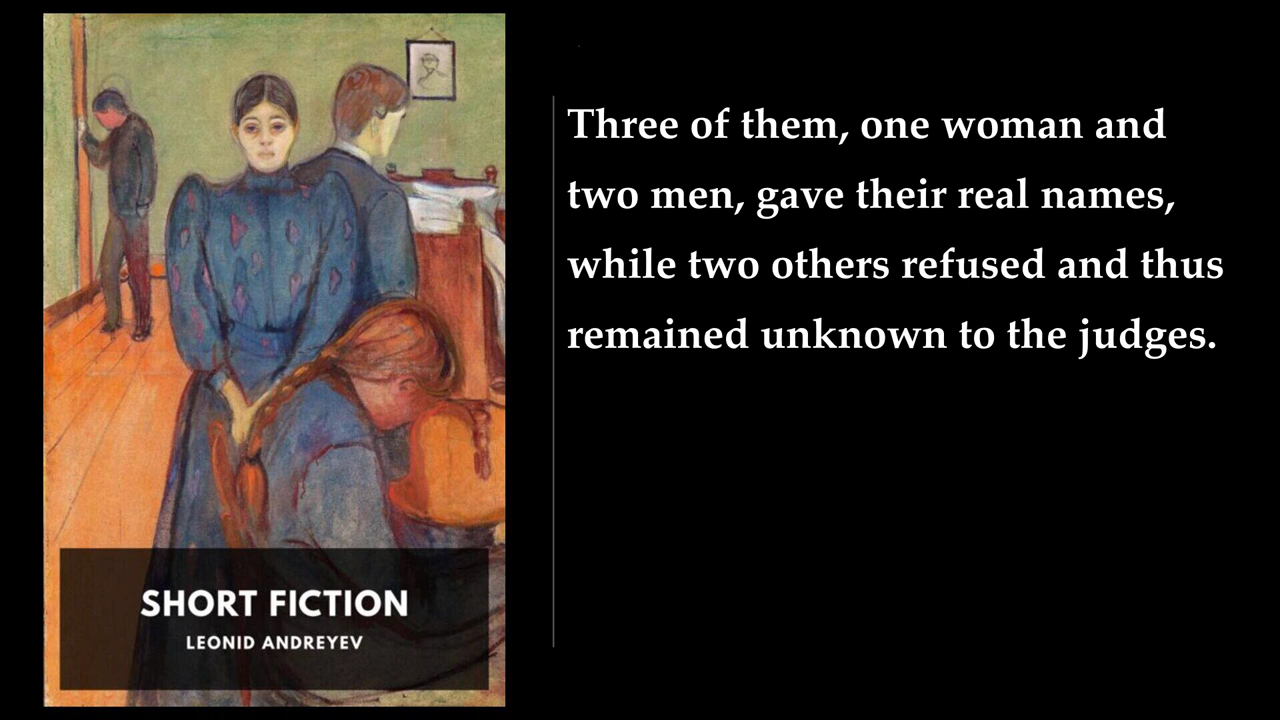 Three of them, one woman and
two men, gave their real names,
while two others refused and thus
remained unknown to the judges.
SHORT FICTION
LEONID ANDREYEV